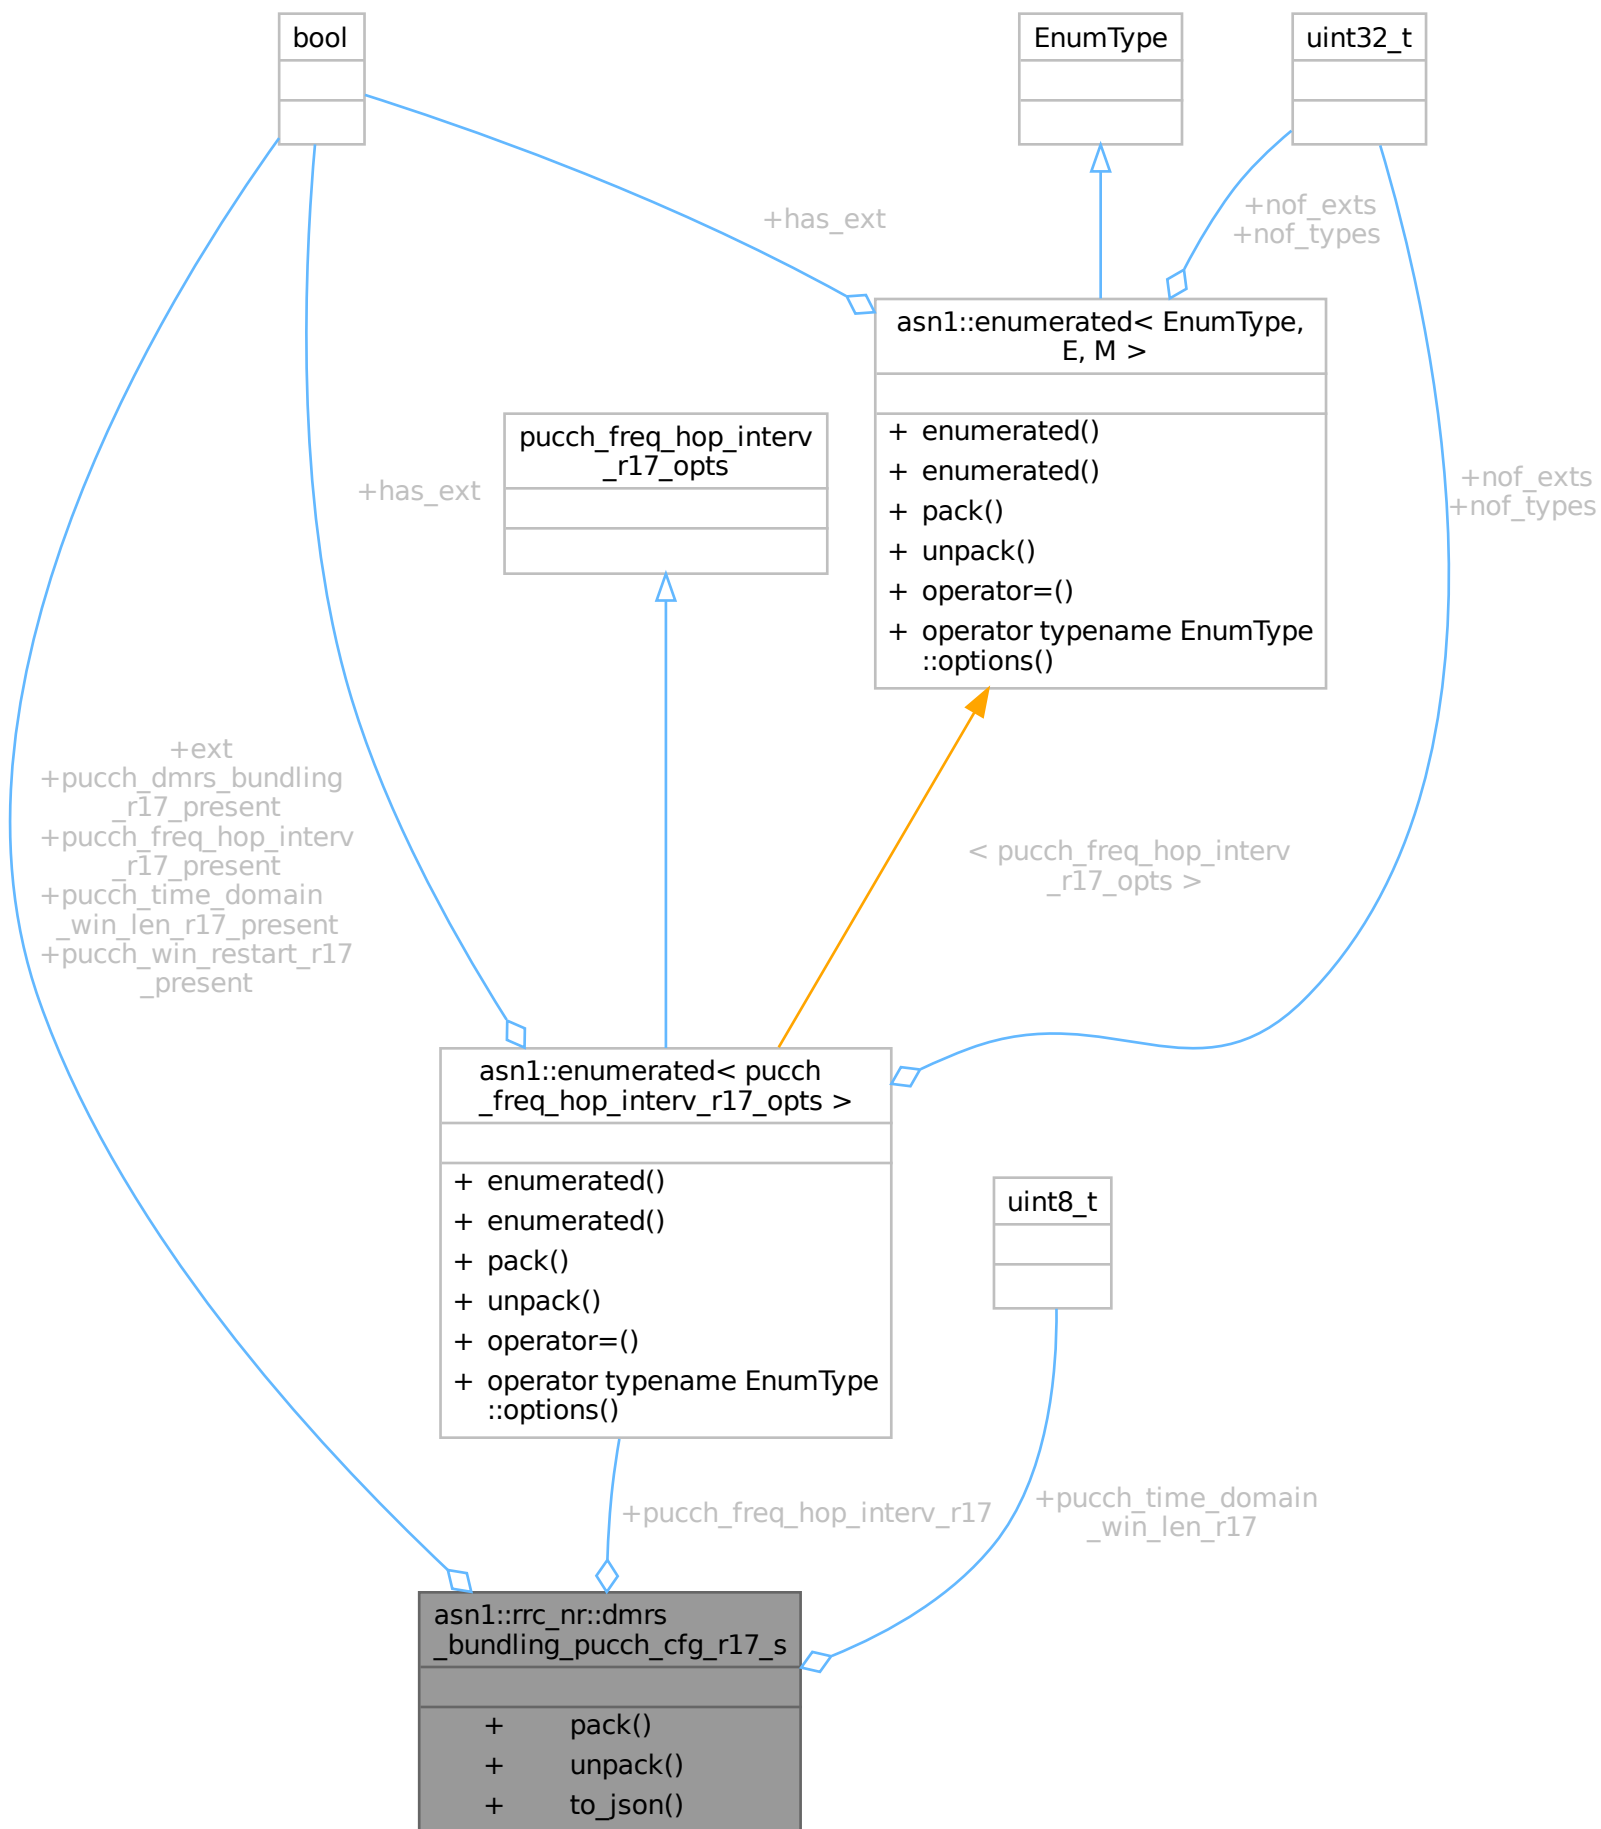 bool
EnumType
uint32_t
+has_ext
+nof_exts
+nof_types
asn1::enumerated< EnumType,
E, M >
+ enumerated()
+ enumerated()
+ pack()
+ unpack()
+ operator=()
+ operator typename EnumType
::options()
pucch_freq_hop_interv
_r17_opts
+has_ext
+nof_exts
+nof_types
+ext
+pucch_dmrs_bundling
_r17_present
+pucch_freq_hop_interv
_r17_present
+pucch_time_domain
_win_len_r17_present
+pucch_win_restart_r17
_present
< pucch_freq_hop_interv
_r17_opts >
asn1::enumerated< pucch
_freq_hop_interv_r17_opts >
+ enumerated()
+ enumerated()
+ pack()
+ unpack()
+ operator=()
+ operator typename EnumType
::options()
uint8_t
+pucch_freq_hop_interv_r17
+pucch_time_domain
_win_len_r17
asn1::rrc_nr::dmrs
_bundling_pucch_cfg_r17_s
+ pack()
+ unpack()
+ to_json()